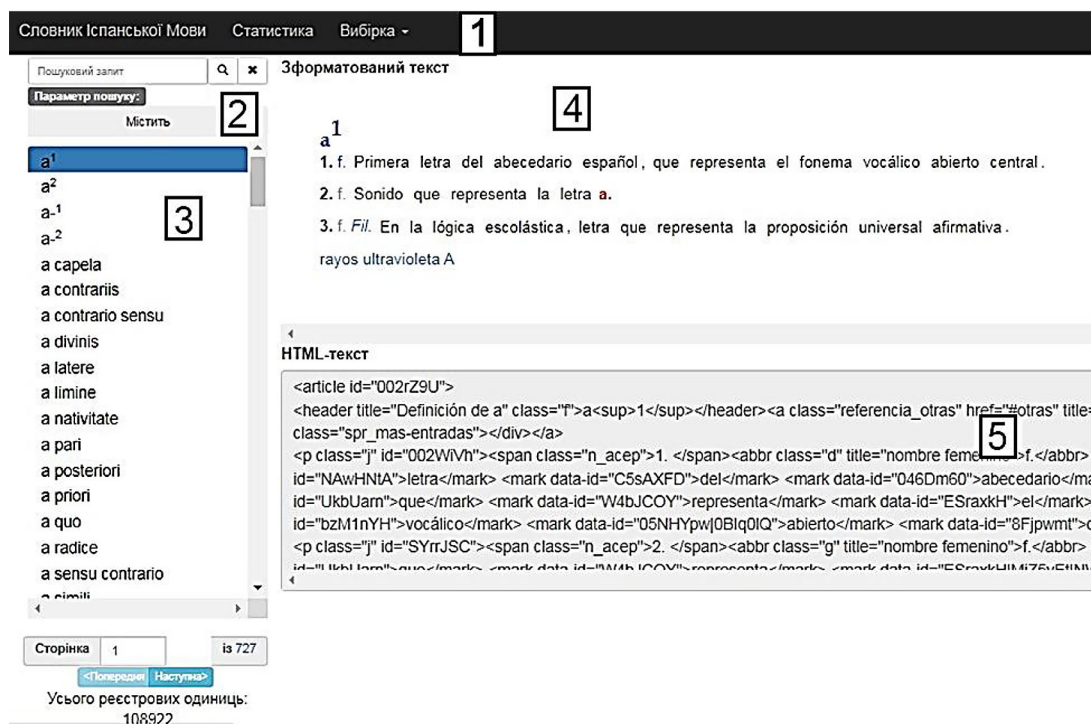 Словник Іспанської Мови Статистика Вибірка
1
Пошуковий запит
Параметр пошуку:
Містить
2
a1
a2
a-1
a-2
3
a capela
a contrariis
a contrario sensu
a divinis
a latere
a limine
a nativitate
a pari
a posteriori
a priori
a quo
a radice
a sensu contrario
a simili
Сторінка 1 із 727
<Попередня Наступна>
Усього реєстрових одиниць:
108922
Зформатований текст
4
a1
1. f. Primera letra del abecedario español, que representa el fonema vocálico abierto central.
2. f. Sonido que representa la letra a.
3. f. Fil. En la lógica escolástica, letra que representa la proposición universal afirmativa.
rayos ultravioleta A
HTML-текст
<article id="002rZ9U">
<header title="Definición de a" class="f">a<sup>1</sup></header><a class="referencia_otras" href="#otras" title=
class="spr_mas-entradas"></div></a>
5
<p class="j" id="002WiVh"><span class="n_acep">1. </span><abbr class="d" title="nombre femenino">f.</abbr>
id="NAwHNtA">letra</mark> <mark data-id="C5sAXFD">del</mark> <mark data-id="046Dm60">abecedario</ma
id="UkbUarn">que</mark> <mark data-id="W4bJCOY">representa</mark> <mark data-id="ESraxkH">el</mark>
id="bzM1nYH">vocálico</mark> <mark data-id="05NHYpw|0BIq0IQ">abierto</mark> <mark data-id="8Fjpwmt">c
<p class="j" id="SYrrJSC"><span class="n_acep">2. </span><abbr class="g" title="nombre femenino">f.</abbr>